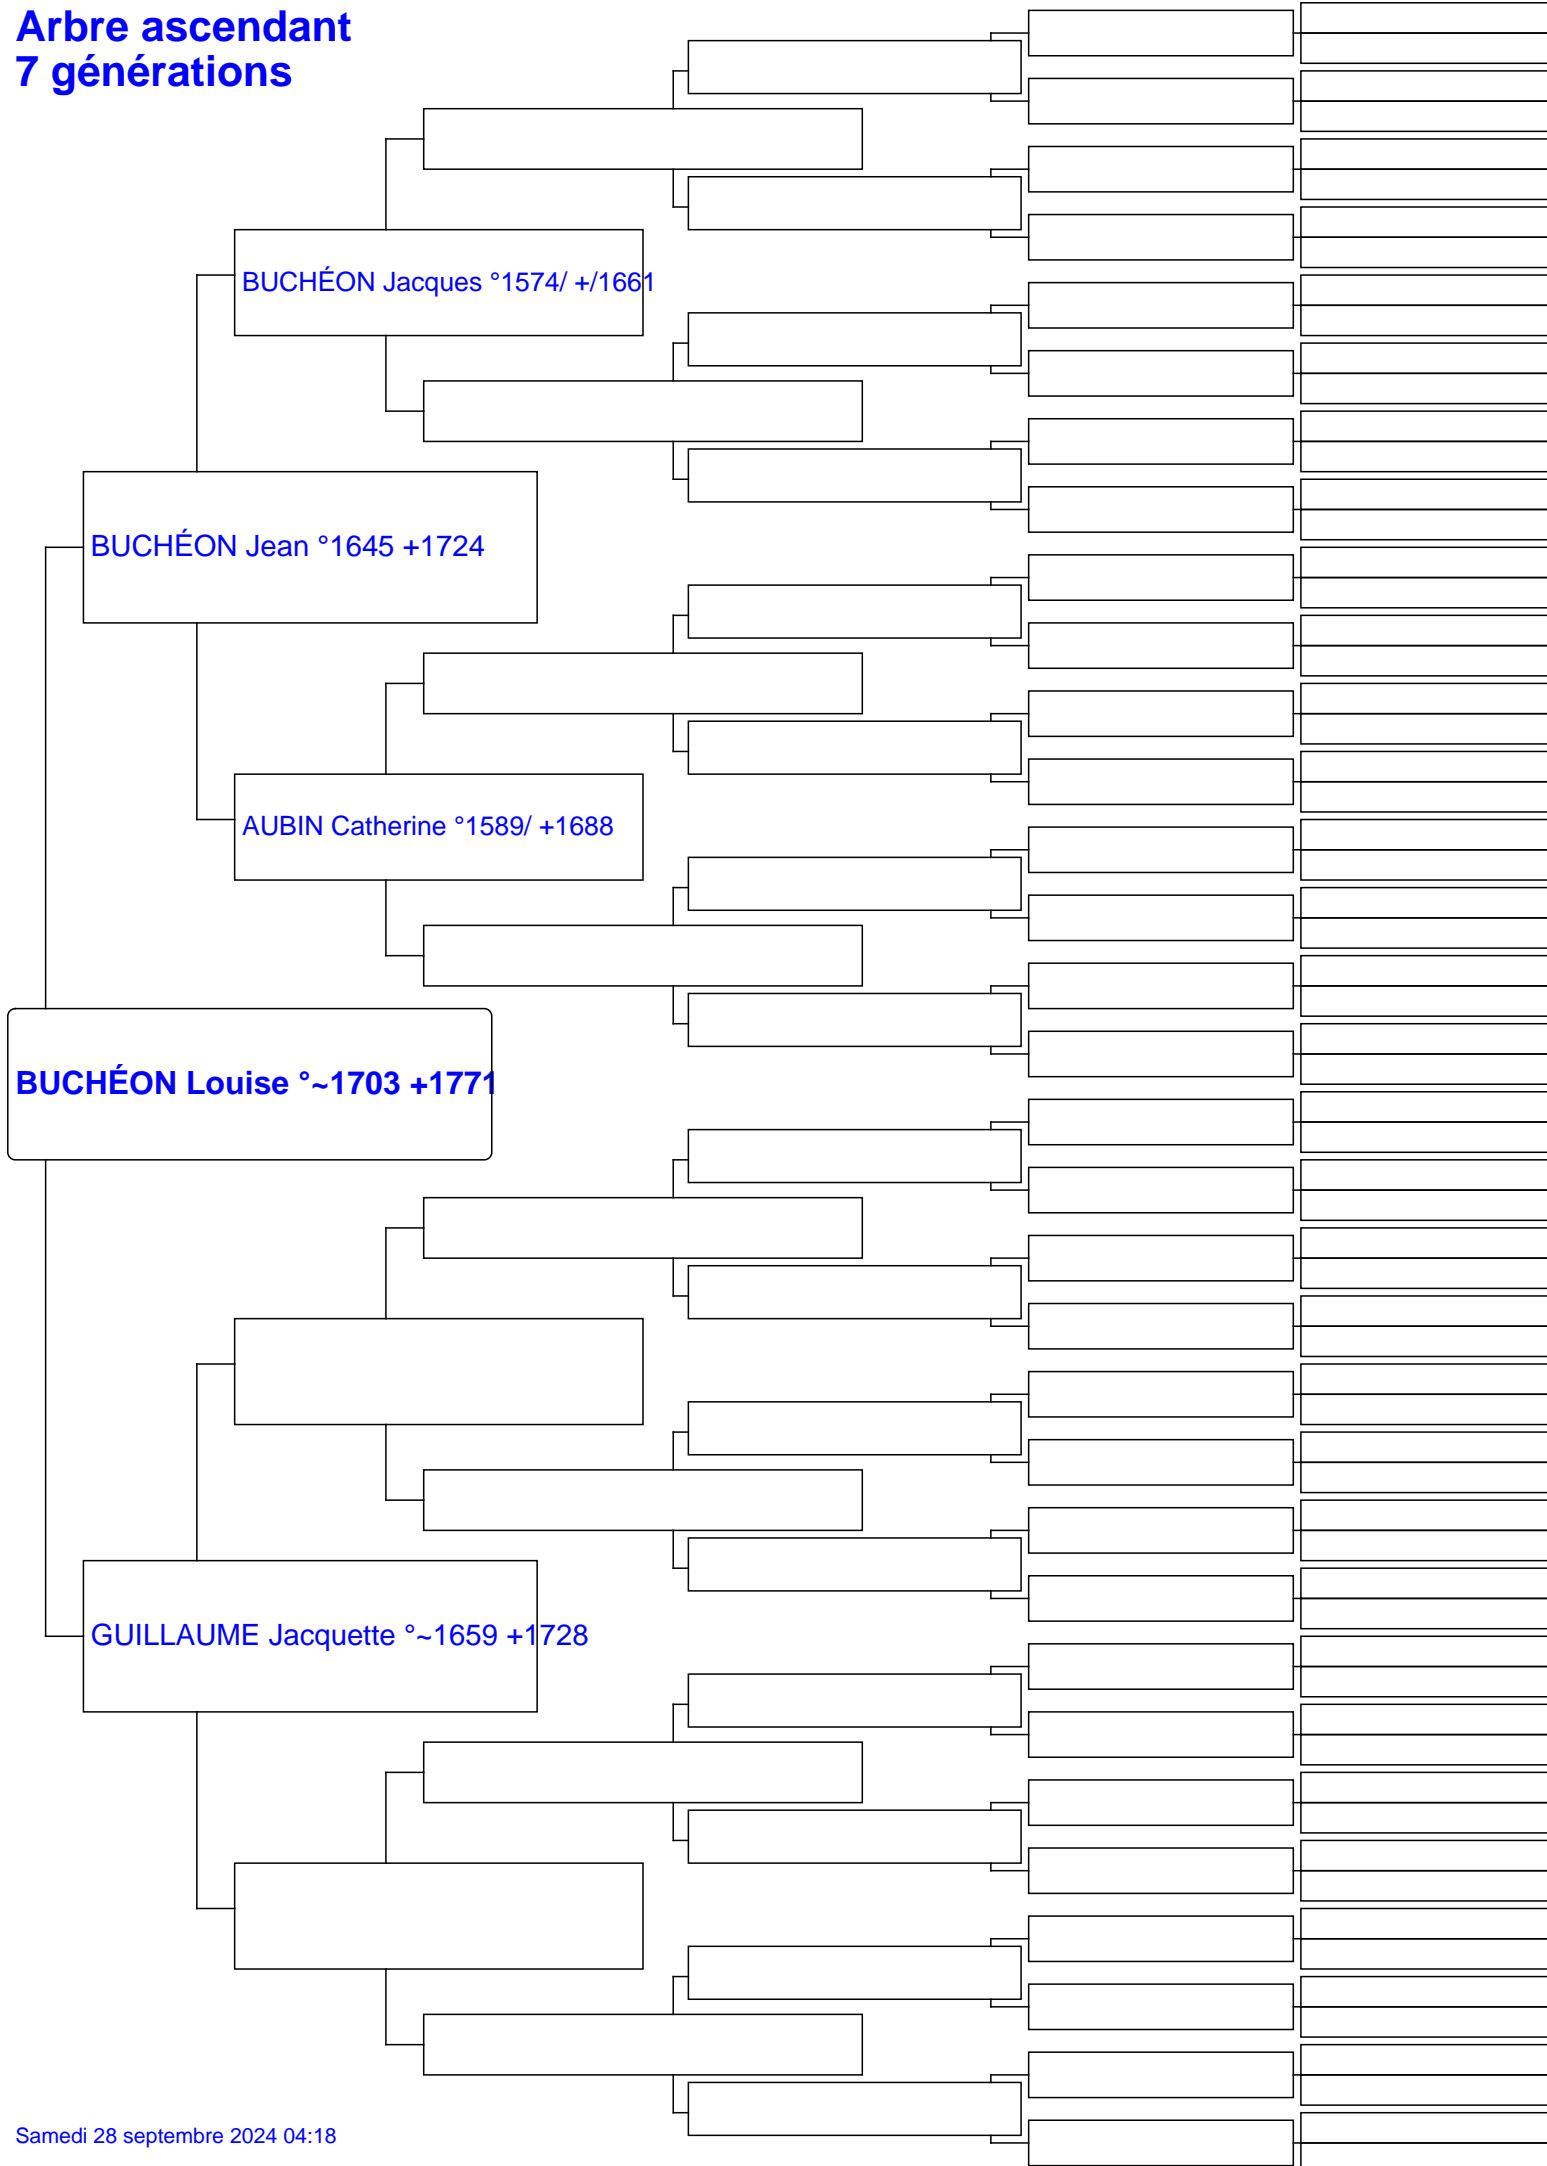 Arbre ascendant
7 générations
BUCHÉON Jacques °1574/ +/1661
BUCHÉON Jean °1645 +1724
AUBIN Catherine °1589/ +1688
BUCHÉON Louise °~1703 +1771
GUILLAUME Jacquette °~1659 +1728
Samedi 28 septembre 2024 04:18